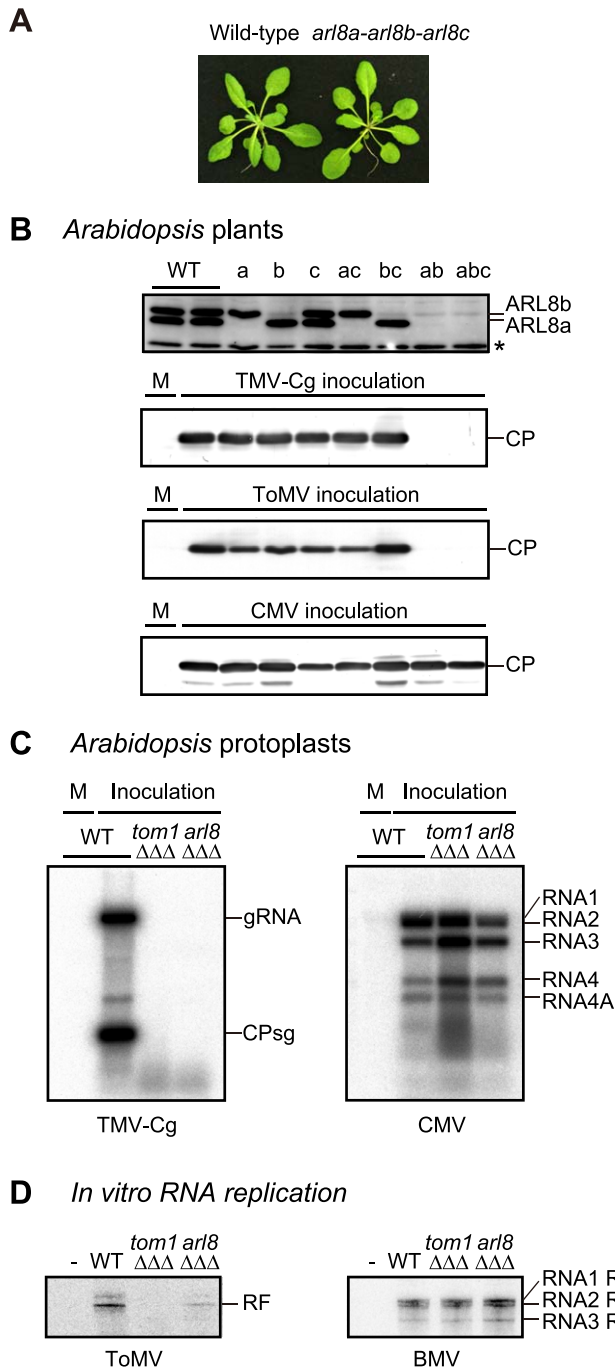 A
Wild-type arl8a-arl8b-arl8c
B Arabidopsis plants
WT a b c ac bc ab abc
ARL8b
ARL8a
*
M TMV-Cg inoculation
CP
M ToMV inoculation
CP
M CMV inoculation
CP
C Arabidopsis protoplasts
M Inoculation M Inoculation
WT tom1 arl8 WT tom1 arl8
ΔΔΔ ΔΔΔ ΔΔΔ ΔΔΔ
gRNA
CPsg
RNA1
RNA2
RNA3
RNA4
RNA4A
TMV-Cg CMV
D In vitro RNA replication
- WT tom1 arl8 - WT tom1 arl8
ΔΔΔ ΔΔΔ ΔΔΔ ΔΔΔ
RF
RNA1 R
RNA2 R
RNA3 R
ToMV BMV